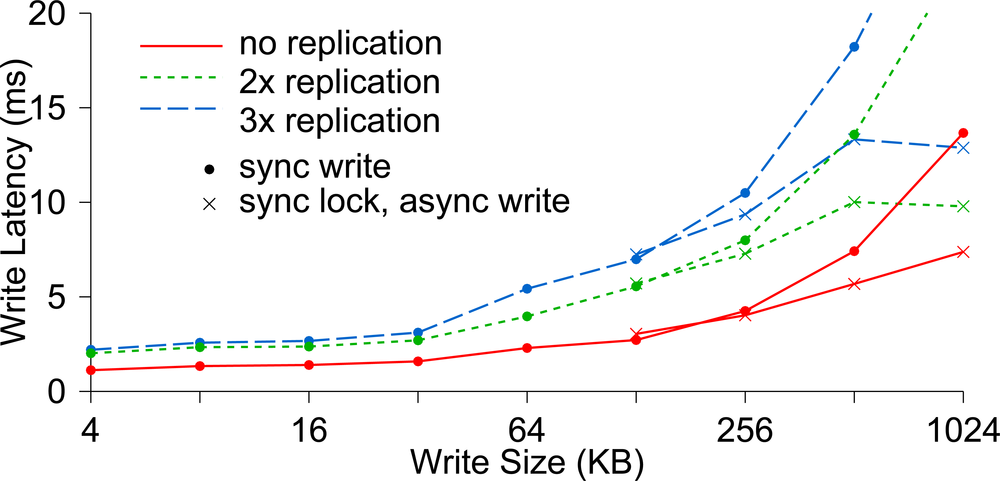 Write Latency (ms)
20
15
10
5
0
no replication
2x replication
3x replication
sync write
sync lock, async write
4
16
64
256
1024
Write Size (KB)